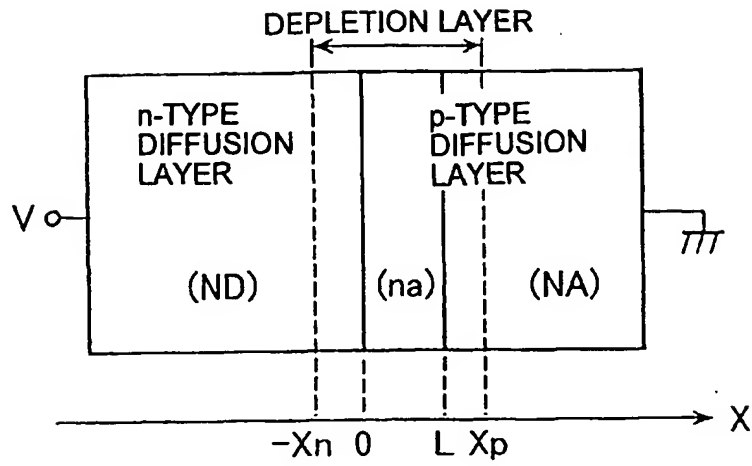 DEPLETION LAYER
n-TYPE
DIFFUSION
LAYER
p-TYPE
DIFFUSION
LAYER
V
(ND)
(na)
(NA)
X
-Xn 0 L Xp